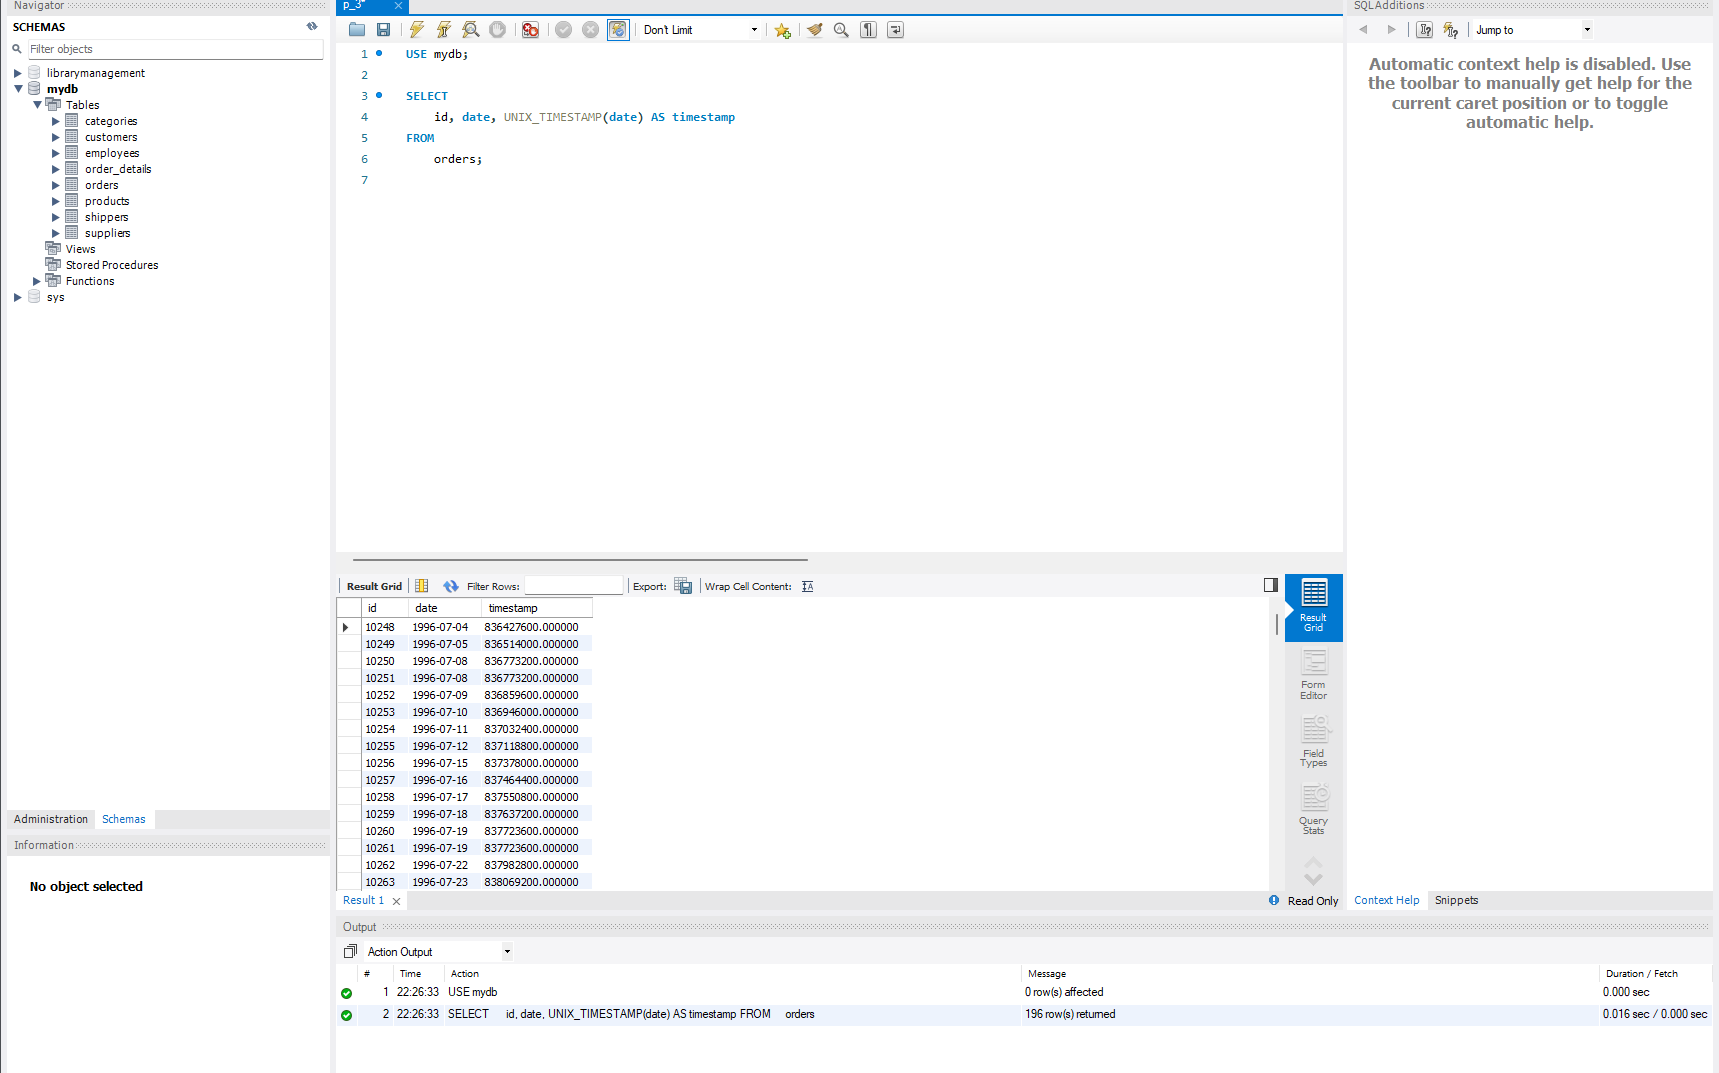 Navigator
SCHEMAS
Filter objects
librarymanagement
mydb
Tables
categories
customers
employees
order_details
orders
products
shippers
suppliers
Views
Stored Procedures
Functions
sys
Administration Schemas
Information
No object selected
p_3*
Don't Limit
1 USE mydb;
2
3 SELECT
4 id, date, UNIX_TIMESTAMP(date) AS timestamp
5 FROM
6 orders;
7
Result Grid Filter Rows: Export: Wrap Cell Content:
id date timestamp
10248 1996-07-04 836427600.000000
10249 1996-07-05 836514000.000000
10250 1996-07-08 836773200.000000
10251 1996-07-08 836773200.000000
10252 1996-07-09 836859600.000000
10253 1996-07-10 836946000.000000
10254 1996-07-11 837032400.000000
10255 1996-07-12 837118800.000000
10256 1996-07-15 837378000.000000
10257 1996-07-16 837464400.000000
10258 1996-07-17 837550800.000000
10259 1996-07-18 837637200.000000
10260 1996-07-19 837723600.000000
10261 1996-07-19 837723600.000000
10262 1996-07-22 837982800.000000
10263 1996-07-23 838069200.000000
Result
Grid
Form
Editor
Field
Types
Query
Stats
Result 1
Read Only
SQLAdditions
Jump to
Automatic context help is disabled. Use
the toolbar to manually get help for the
current caret position or to toggle
automatic help.
Context Help Snippets
Output
Action Output
# Time Action Message Duration / Fetch
1 22:26:33 USE mydb 0 row(s) affected 0.000 sec
2 22:26:33 SELECT id, date, UNIX_TIMESTAMP(date) AS timestamp FROM orders 196 row(s) returned 0.016 sec / 0.000 sec